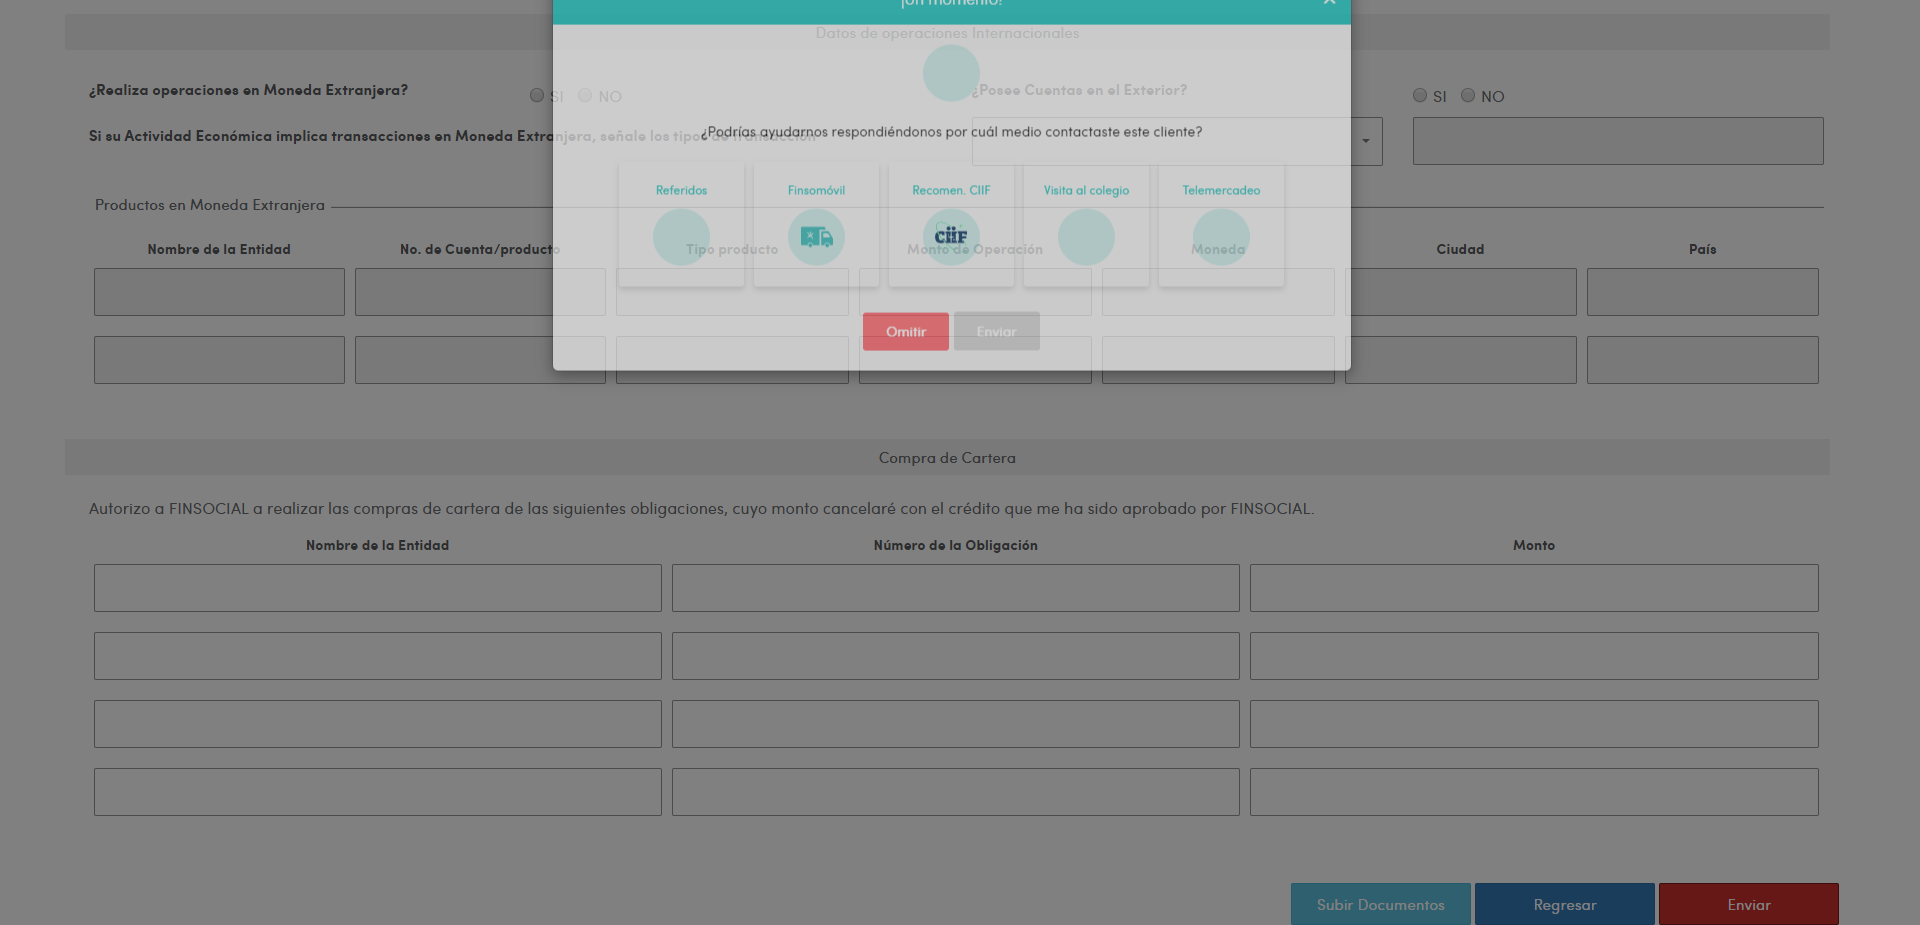 ¡Un momento!
Datos de operaciones Internacionales
¿Realiza operaciones en Moneda Extranjera?
SI NO
¿Posee Cuentas en el Exterior?
SI NO
Si su Actividad Económica implica transacciones en Moneda Extranjera, señale los tipos de transacción
¿Podrías ayudarnos respondiéndonos por cuál medio contactaste este cliente?
Referidos Finsomóvil Recomen. CIIF Visita al colegio Telemercadeo
Productos en Moneda Extranjera
CIIF
Nombre de la Entidad No. de Cuenta/producto Tipo producto Monto de Operación Moneda Ciudad País
Omitir Enviar
Compra de Cartera
Autorizo a FINSOCIAL a realizar las compras de cartera de las siguientes obligaciones, cuyo monto cancelaré con el crédito que me ha sido aprobado por FINSOCIAL.
Nombre de la Entidad Número de la Obligación Monto
Subir Documentos Regresar Enviar